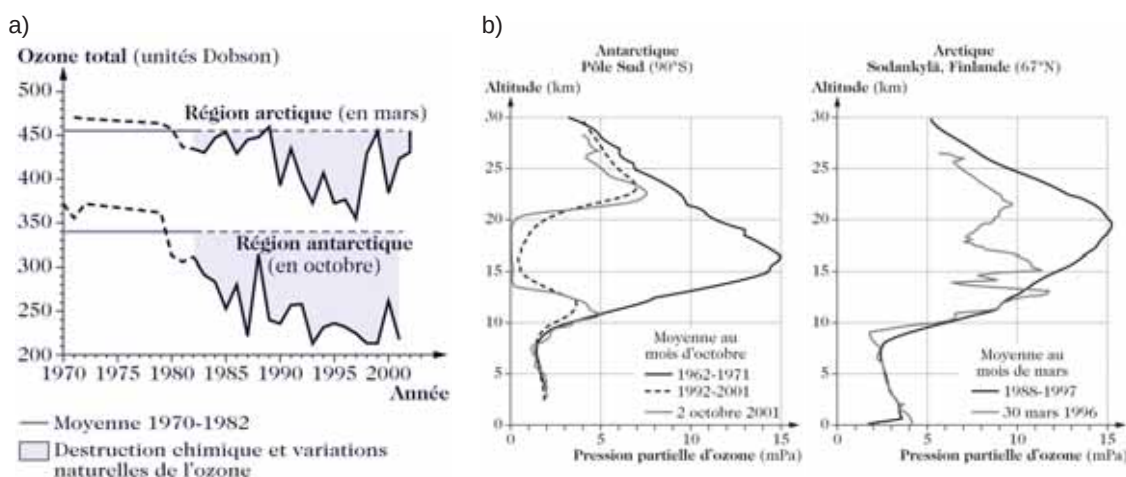 a)
Ozone total (unités Dobson)
500
450
400
350
300
250
200
Région arctique (en mars)
Région antarctique
(en octobre)
1970 1975 1980 1985 1990 1995 2000
Année
Moyenne 1970-1982
Destruction chimique et variations
naturelles de l'ozone
b)
Antarctique
Pôle Sud (90°S)
Altitude (km)
30
25
20
15
10
5
0
Moyenne au
mois d'octobre
1962-1971
1992-2001
2 octobre 2001
0 5 10 15
Pression partielle d'ozone (mPa)
Arctique
Sodankylä, Finlande (67°N)
Altitude (km)
30
25
20
15
10
5
0
Moyenne au
mois de mars
1988-1997
30 mars 1996
0 5 10 15
Pression partielle d'ozone (mPa)